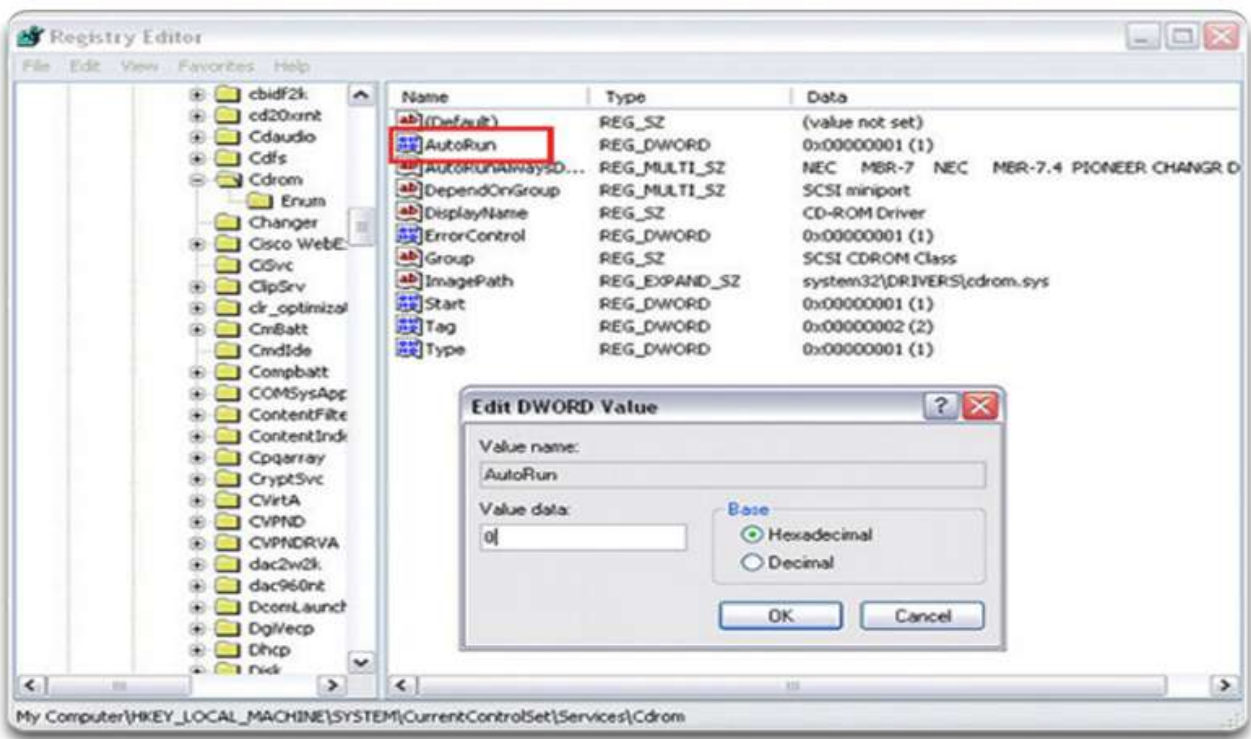 Registry Editor
File Edit View Favorites Help
cbidf2k
cd20xrnt
Cdaudio
Cdfs
Cdrom
Enum
Changer
Cisco WebE
CiSvc
ClipSrv
clr_optimizat
CmBatt
CmdIde
Compbatt
COMSysApp
ContentFilte
ContentInde
Cpqarray
CryptSvc
CVirtA
CVPND
CVPNDRVA
dac2w2k
dac960nt
DcomLaunch
DgiVecp
Dhcp
Disk
Name Type Data
(Default) REG_SZ (value not set)
AutoRun REG_DWORD 0x00000001 (1)
AutoRunAlwaysD... REG_MULTI_SZ NEC MBR-7 NEC MBR-7.4 PIONEER CHANGR D
DependOnGroup REG_MULTI_SZ SCSI miniport
DisplayName REG_SZ CD-ROM Driver
ErrorControl REG_DWORD 0x00000001 (1)
Group REG_SZ SCSI CDROM Class
ImagePath REG_EXPAND_SZ system32\DRIVERS\cdrom.sys
Start REG_DWORD 0x00000001 (1)
Tag REG_DWORD 0x00000002 (2)
Type REG_DWORD 0x00000001 (1)
Edit DWORD Value
Value name:
AutoRun
Value data:
0
Base
Hexadecimal
Decimal
OK Cancel
My Computer\HKEY_LOCAL_MACHINE\SYSTEM\CurrentControlSet\Services\Cdrom